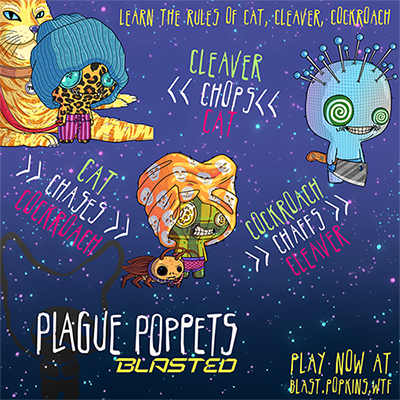 LEARN THE RULES OF CAT, CLEAVER, COCKROACH
CLEAVER
<< CHOPS <<
CAT
CAT
>> CHASES >>
COCKROACH
COCKROACH
>> CHAFFS >>
CLEAVER
PLAGUE POPPETS
BLASTED
PLAY NOW AT
BLAST.POPKINS.WTF